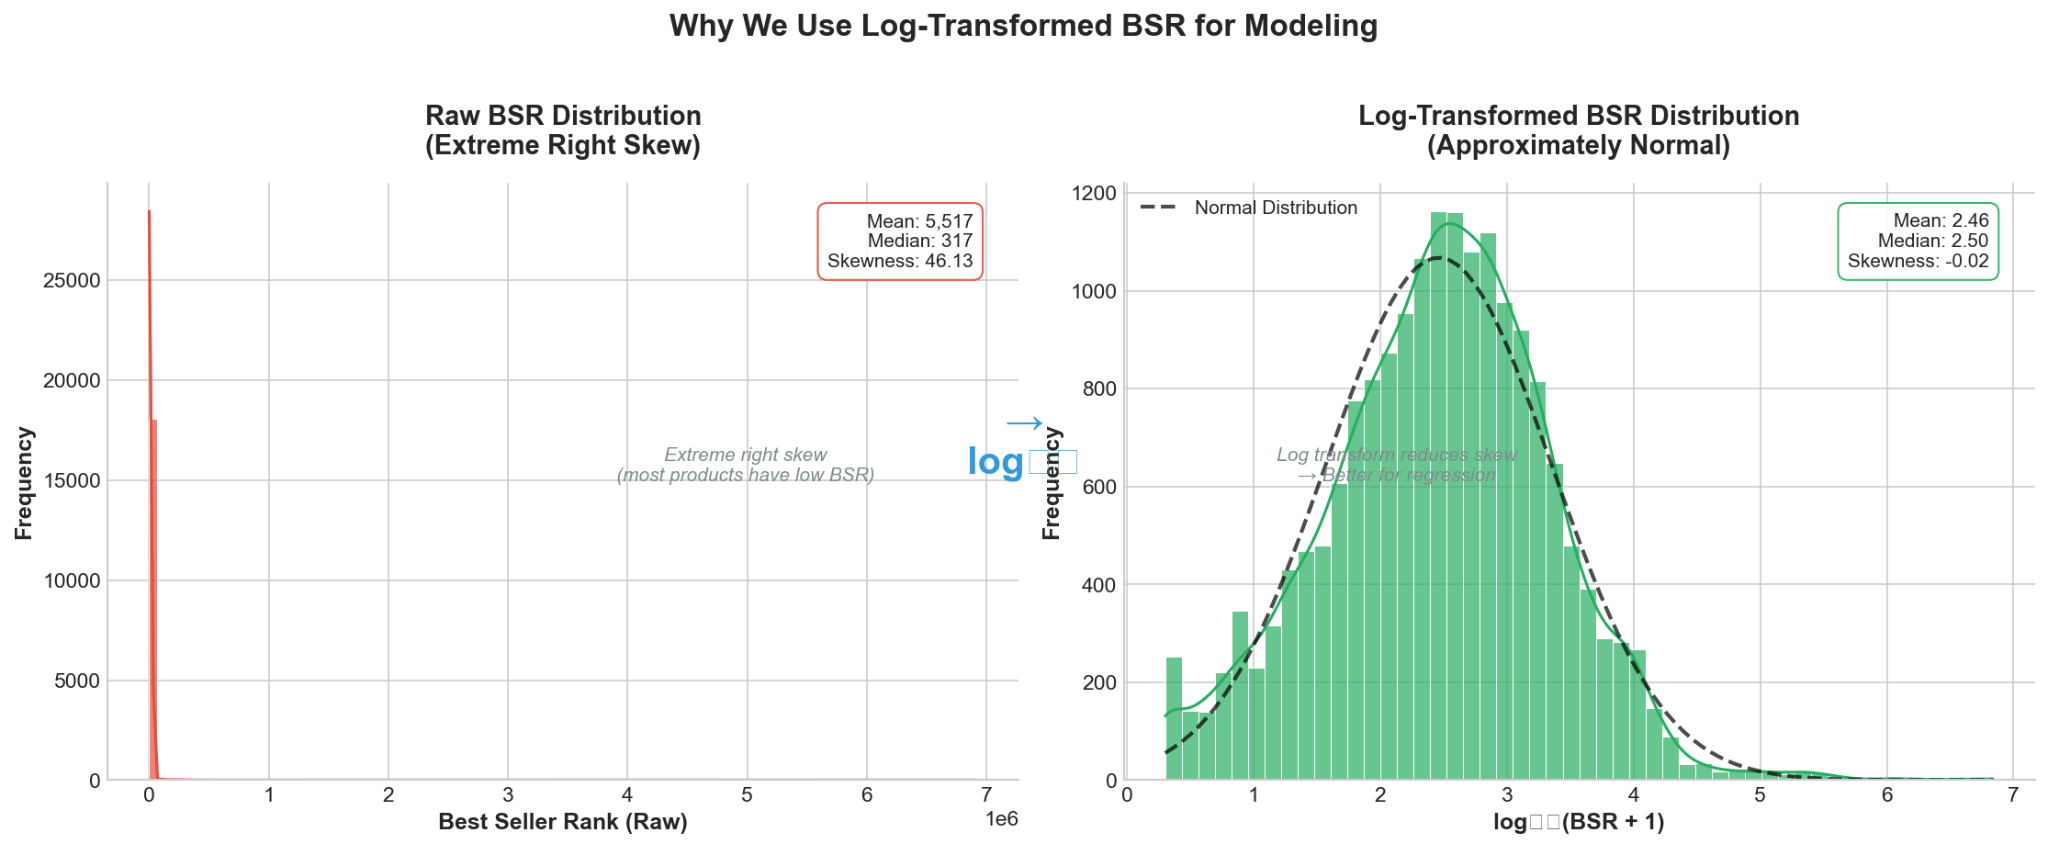 Why We Use Log-Transformed BSR for Modeling
Raw BSR Distribution
(Extreme Right Skew)
Mean: 5,517
Median: 317
Skewness: 46.13
Extreme right skew
(most products have low BSR)
Frequency
25000
20000
15000
10000
5000
0
0 1 2 3 4 5 6 7
1e6
Best Seller Rank (Raw)
→
log□□
Log-Transformed BSR Distribution
(Approximately Normal)
Normal Distribution
Mean: 2.46
Median: 2.50
Skewness: -0.02
Log transform reduces skew
→ Better for regression
Frequency
1200
1000
800
600
400
200
0
0 1 2 3 4 5 6 7
log□□(BSR + 1)